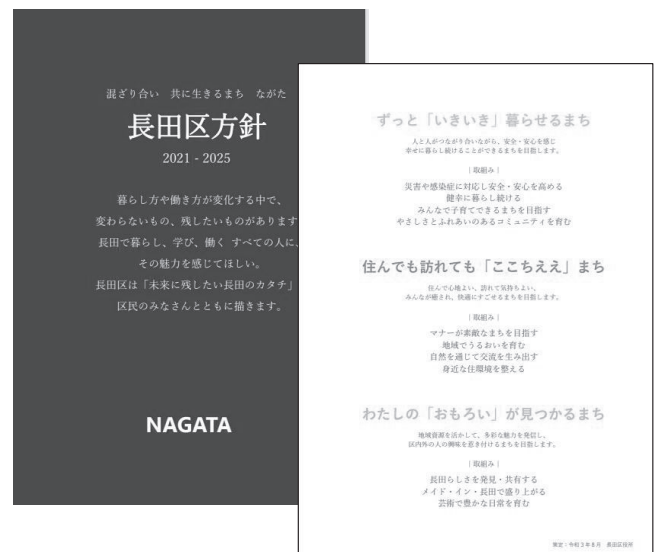 混ざり合い 共に生きるまち ながた
長田区方針
2021 - 2025
暮らし方や働き方が変化する中で、
変わらないもの、残したいものがあります
長田で暮らし、学び、働く すべての人に、
その魅力を感じてほしい。
長田区は「未来に残したい長田のカタチ」
区民のみなさんとともに描きます。
NAGATA
ずっと「いきいき」暮らせるまち
人と人がつながり合いながら、安全・安心を感じ
幸せに暮らし続けることができるまちを目指します。
| 取組み |
災害や感染症に対応し安全・安心を高める
健幸に暮らし続ける
みんなで子育てできるまちを目指す
やさしさとふれあいのあるコミュニティを育む
住んでも訪れても「ここちええ」まち
住んで心地よい、訪れて気持ちよい、
みんなが癒され、快適にすごせるまちを目指します。
| 取組み |
マナーが素敵なまちを目指す
地域でうるおいを育む
自然を通じて交流を生み出す
身近な住環境を整える
わたしの「おもろい」が見つかるまち
地域資源を活かして、多彩な魅力を発信し、
区内外の人の興味を惹き付けるまちを目指します。
| 取組み |
長田らしさを発見・共有する
メイド・イン・長田で盛り上がる
芸術で豊かな日常を育む
策定:令和3年8月 長田区役所